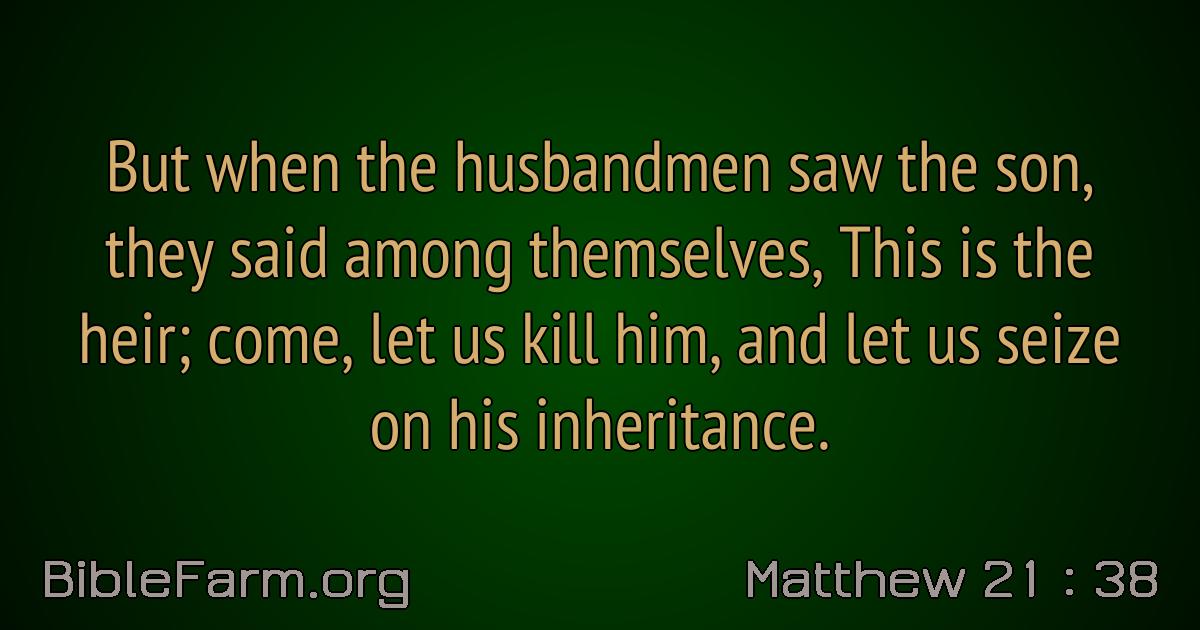 But when the husbandmen saw the son,
they said among themselves, This is the
heir; come, let us kill him, and let us seize
on his inheritance.
BibleFarm.org
Matthew 21 : 38